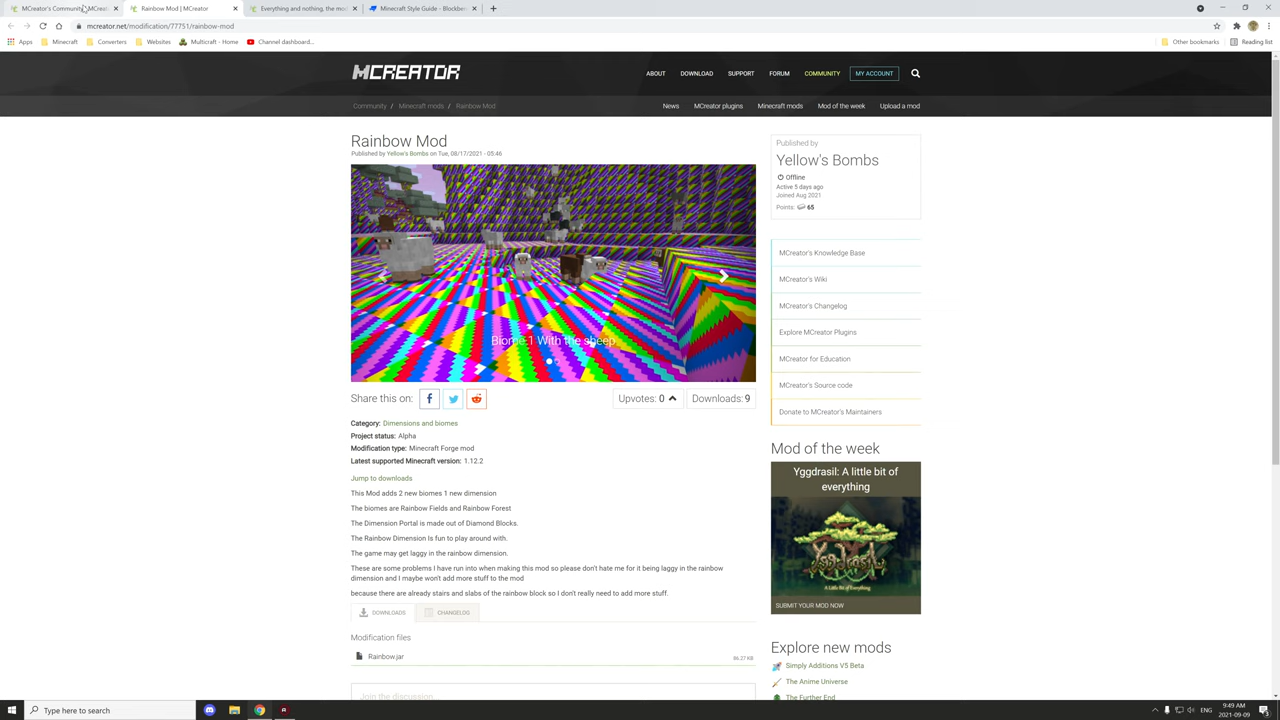 MCreator's Community | MCreat
Rainbow Mod | MCreator
Everything and nothing, the mod
Minecraft Style Guide - Blockben
mcreator.net/modification/77751/rainbow-mod
Apps
Minecraft
Converters
Websites
Multicraft - Home
Channel dashboard...
Other bookmarks
Reading list
MCREATOR
ABOUT
DOWNLOAD
SUPPORT
FORUM
COMMUNITY
MY ACCOUNT
Community / Minecraft mods / Rainbow Mod
News
MCreator plugins
Minecraft mods
Mod of the week
Upload a mod
Rainbow Mod
Published by Yellow's Bombs on Tue, 08/17/2021 - 05:46
Biome 1 With the sheep
Share this on:
Upvotes: 0
Downloads: 9
Category: Dimensions and biomes
Project status: Alpha
Modification type: Minecraft Forge mod
Latest supported Minecraft version: 1.12.2
Jump to downloads
This Mod adds 2 new biomes 1 new dimension
The biomes are Rainbow Fields and Rainbow Forest
The Dimension Portal is made out of Diamond Blocks.
The Rainbow Dimension Is fun to play around with.
The game may get laggy in the rainbow dimension.
These are some problems I have run into when making this mod so please don't hate me for it being laggy in the rainbow
dimension and I maybe won't add more stuff to the mod
because there are already stairs and slabs of the rainbow block so I don't really need to add more stuff.
DOWNLOADS
CHANGELOG
Modification files
Rainbow.jar
86.27 KB
Join the discussion...
Published by
Yellow's Bombs
Offline
Active 5 days ago
Joined Aug 2021
Points: 65
MCreator's Knowledge Base
MCreator's Wiki
MCreator's Changelog
Explore MCreator Plugins
MCreator for Education
MCreator's Source code
Donate to MCreator's Maintainers
Mod of the week
Yggdrasil: A little bit of
everything
Yggdrasil
A Little Bit of Everything
SUBMIT YOUR MOD NOW
Explore new mods
Simply Additions V5 Beta
The Anime Universe
The Further End
Type here to search
ENG
9:49 AM
2021-09-09